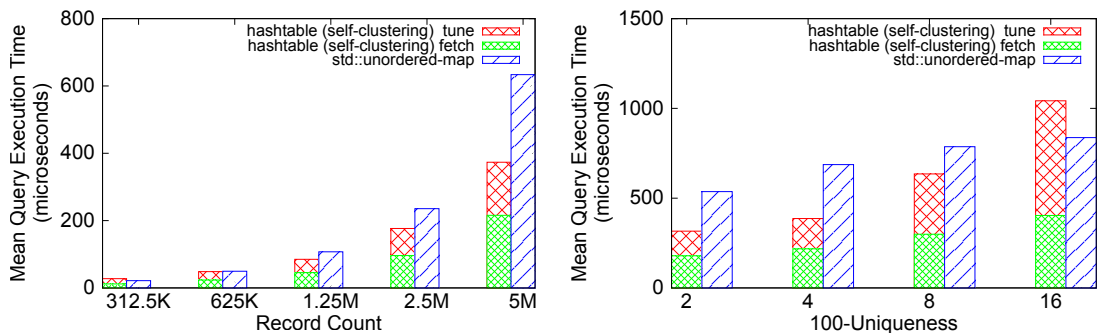 Mean Query Execution Time
(microseconds)
800
600
400
200
0
hashtable (self-clustering) tune
hashtable (self-clustering) fetch
std::unordered-map
312.5K 625K 1.25M 2.5M 5M
Record Count
Mean Query Execution Time
(microseconds)
1500
1000
500
0
hashtable (self-clustering) tune
hashtable (self-clustering) fetch
std::unordered-map
2 4 8 16
100-Uniqueness